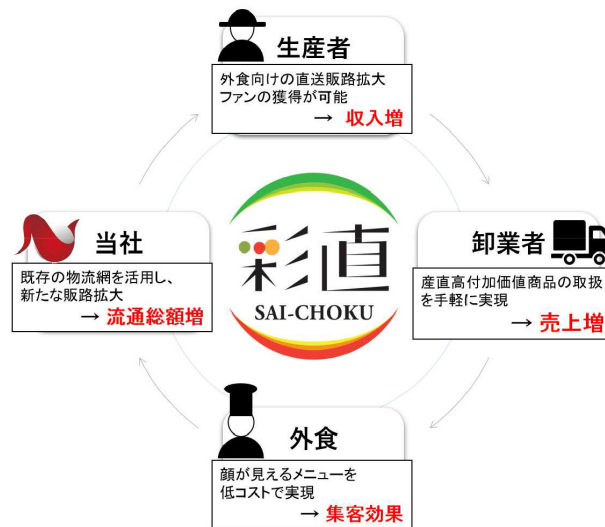 生産者
外食向けの直送販路拡大
ファンの獲得が可能
→ 収入増
当社
既存の物流網を活用し、
新たな販路拡大
→ 流通総額増
彩直
SAI-CHOKU
卸業者
産直高付加価値商品の取扱
を手軽に実現
→ 売上増
外食
顔が見えるメニューを
低コストで実現
→ 集客効果